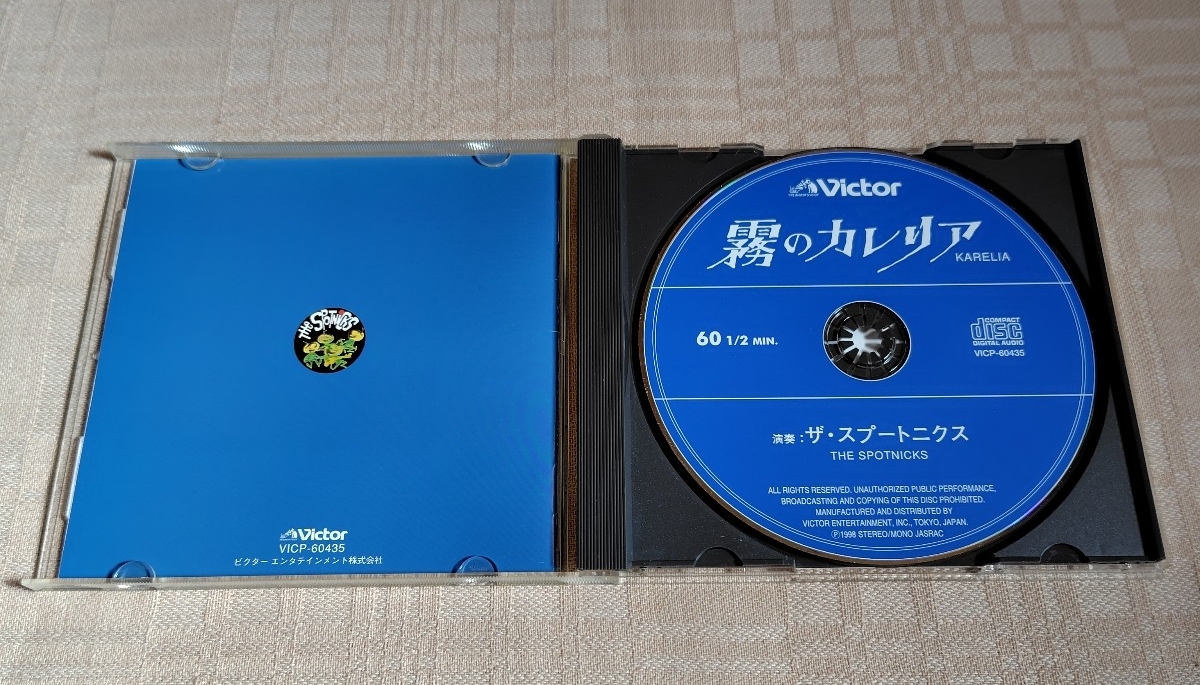 the SPOTNICKS
Victor
VICP-60435
ビクター エンタテインメント株式会社
Victor
霧のカレリア
KARELIA
60 1/2 MIN.
COMPACT
disc
DIGITAL AUDIO
VICP-60435
演奏:ザ・スプートニクス
THE SPOTNICKS
ALL RIGHTS RESERVED. UNAUTHORIZED PUBLIC PERFORMANCE,
BROADCASTING AND COPYING OF THIS DISC PROHIBITED.
MANUFACTURED AND DISTRIBUTED BY
VICTOR ENTERTAINMENT, INC., TOKYO, JAPAN.
Ⓟ1998 STEREO/MONO JASRAC